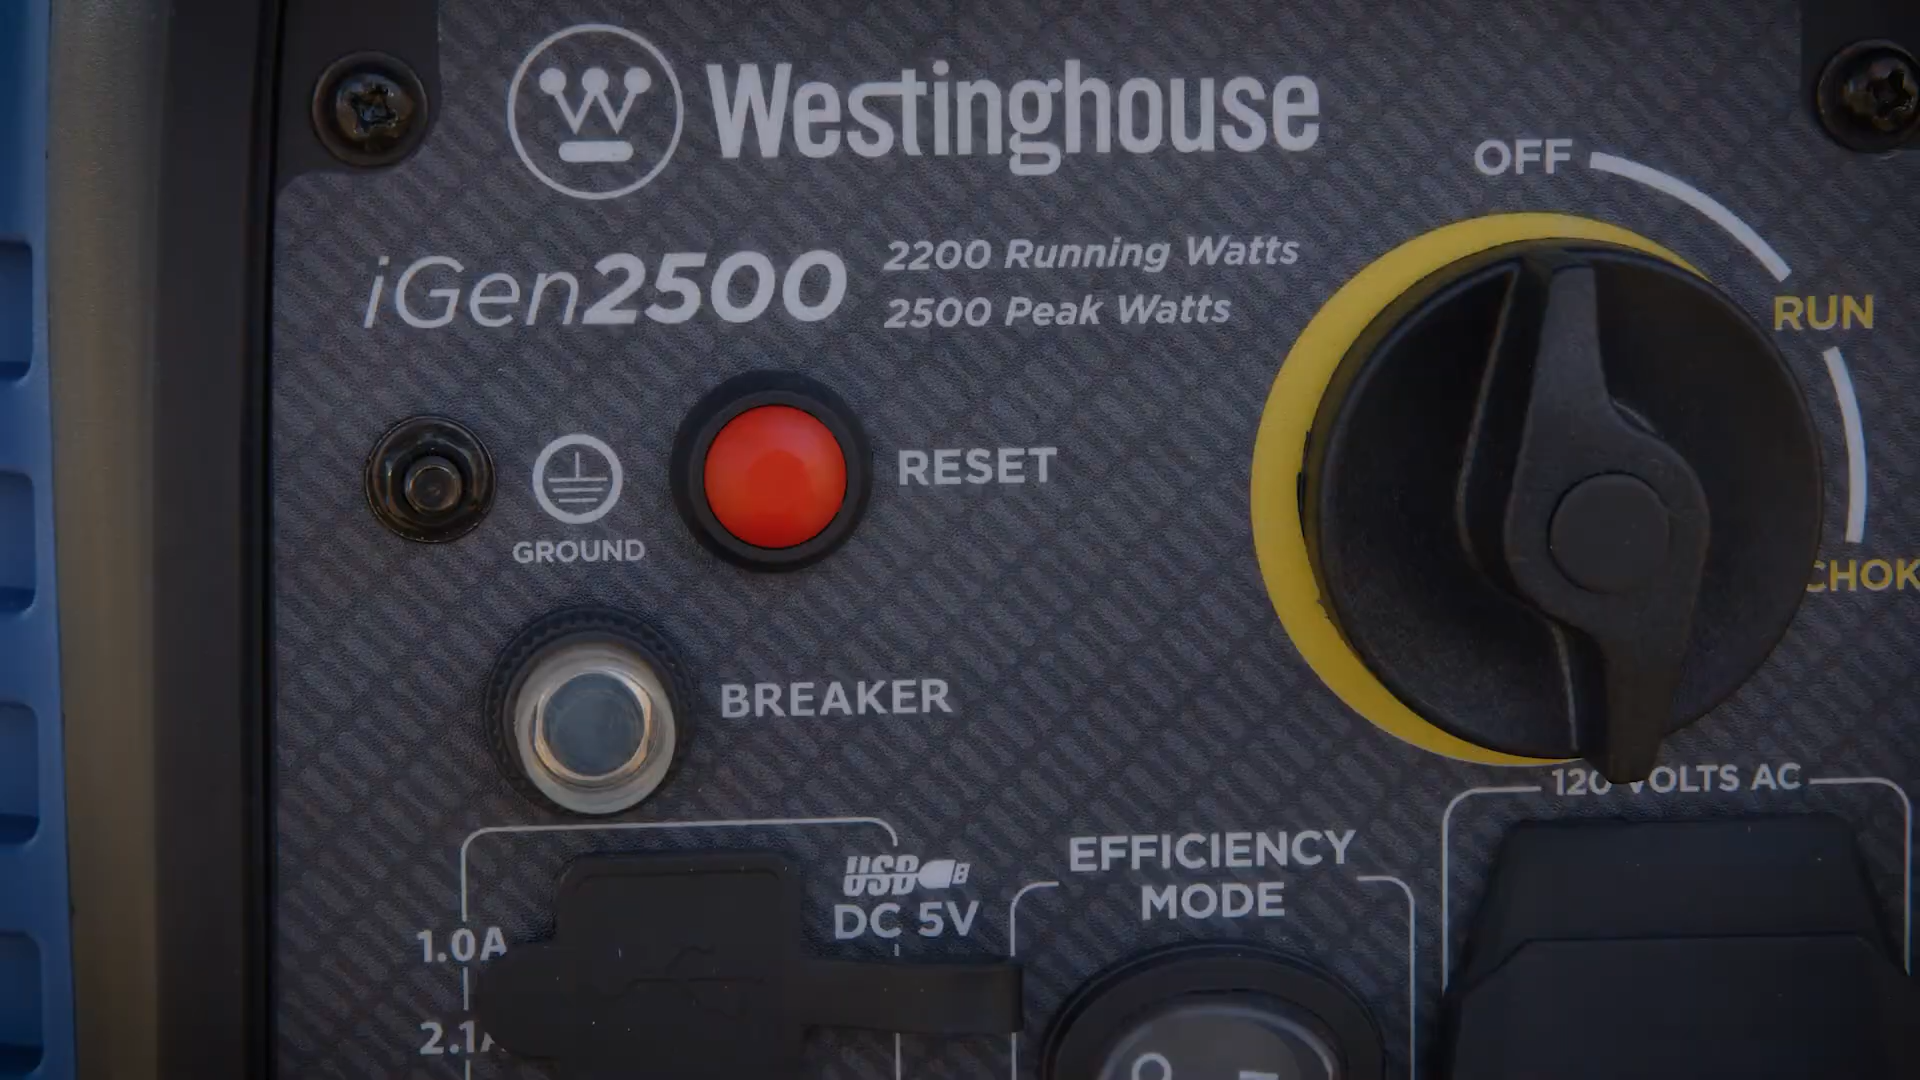 Westinghouse
OFF
iGen2500
2200 Running Watts
2500 Peak Watts
RUN
RESET
GROUND
CHOK
BREAKER
120 VOLTS AC
EFFICIENCY
MODE
USB
DC 5V
1.0A
2.1A